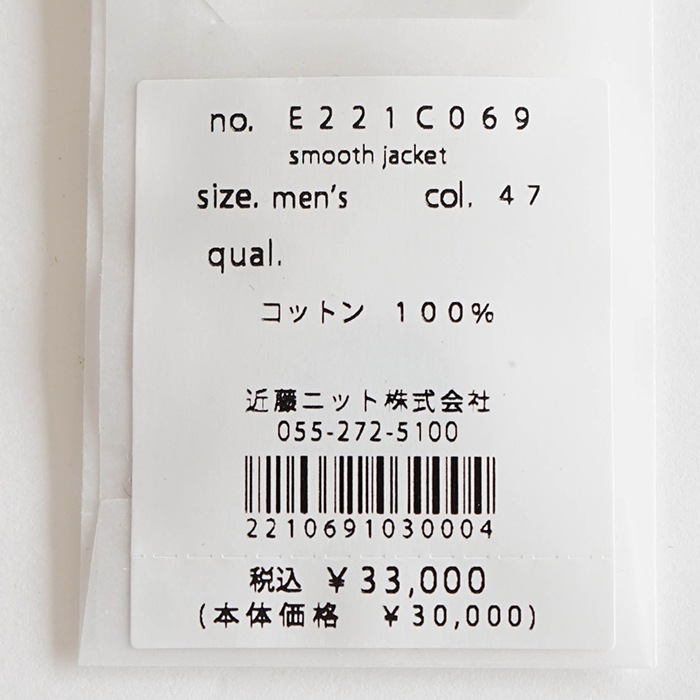 no. E221C069
smooth jacket
size. men's col. 47
qual.
コットン 100%
近藤ニット株式会社
055-272-5100
2210691030004
税込 ¥33,000
(本体価格 ¥30,000)